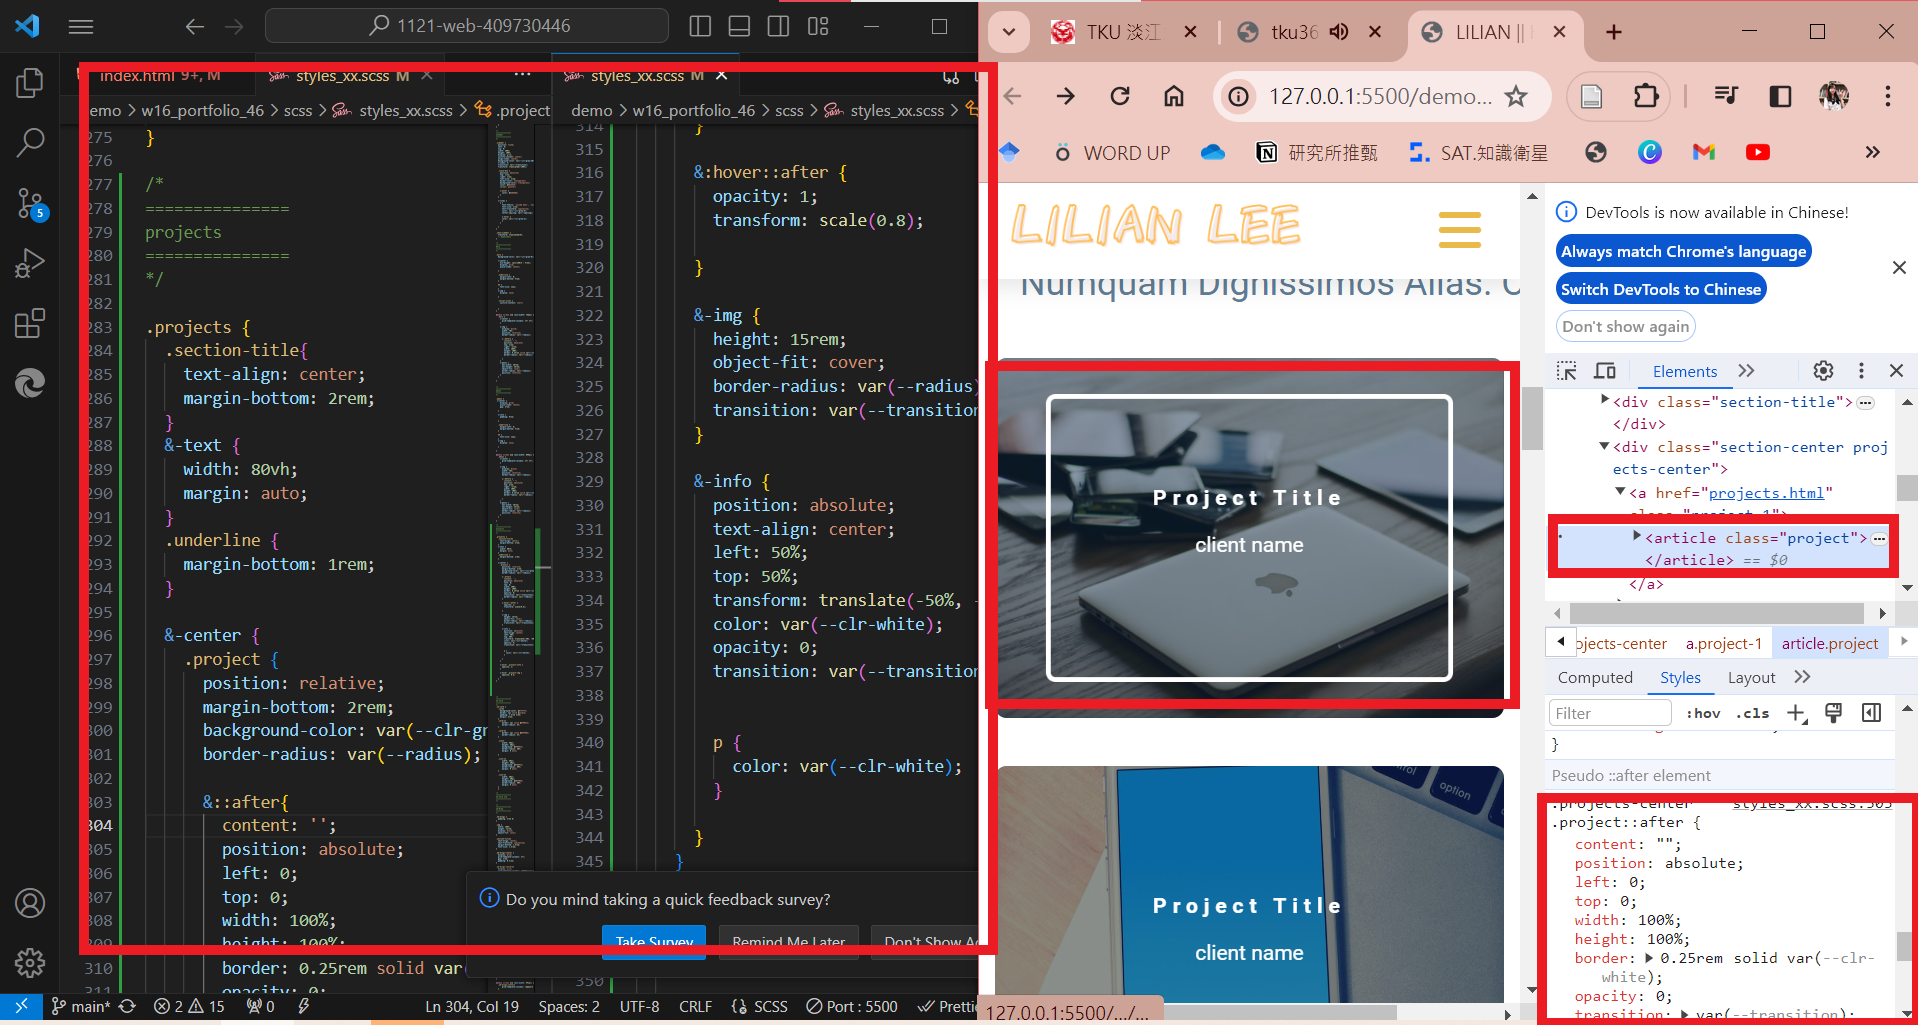 1121-web-409730446
index.html 9+, M
styles_xx.scss M
emo > w16_portfolio_46 > scss > styles_xx.scss > .project
275 }
276
277 /*
278 ===============
279 projects
280 ===============
281 */
282
283 .projects {
284 .section-title{
285 text-align: center;
286 margin-bottom: 2rem;
287 }
288 &-text {
289 width: 80vh;
290 margin: auto;
291 }
292 .underline {
293 margin-bottom: 1rem;
294 }
295
296 &-center {
297 .project {
298 position: relative;
299 margin-bottom: 2rem;
300 background-color: var(--clr-gr
301 border-radius: var(--radius);
302
303 &::after{
304 content: '';
305 position: absolute;
306 left: 0;
307 top: 0;
308 width: 100%;
309 height: 100%;
310 border: 0.25rem solid var(
311 opacity: 0;
styles_xx.scss M
demo > w16_portfolio_46 > scss > styles_xx.scss >
314 }
315
316 &:hover::after {
317 opacity: 1;
318 transform: scale(0.8);
319
320 }
321
322 &-img {
323 height: 15rem;
324 object-fit: cover;
325 border-radius: var(--radius)
326 transition: var(--transition
327 }
328
329 &-info {
330 position: absolute;
331 text-align: center;
332 left: 50%;
333 top: 50%;
334 transform: translate(-50%, -
335 color: var(--clr-white);
336 opacity: 0;
337 transition: var(--transition
338
339
340 p {
341 color: var(--clr-white);
342 }
343
344 }
345 }
350
Do you mind taking a quick feedback survey?
Take Survey
Remind Me Later
Don't Show A
5
main*
2 15
0
Ln 304, Col 19
Spaces: 2
UTF-8
CRLF
SCSS
Port : 5500
Prettie
TKU 淡江
tku36
LILIAN ||
127.0.0.1:5500/demo...
WORD UP
研究所推甄
SAT.知識衛星
LILIAN LEE
Numquam Dignissimos Alias. C
Project Title
client name
control
option
Project Title
client name
127.0.0.1:5500/.../...
DevTools is now available in Chinese!
Always match Chrome's language
Switch DevTools to Chinese
Don't show again
Elements
<div class="section-title"> ...
</div>
<div class="section-center proj
ects-center">
<a href="projects.html"
class="project-1">
<article class="project"> ...
</article> == $0
</a>
ojects-center a.project-1 article.project
Computed Styles Layout
Filter :hov .cls
}
Pseudo ::after element
.projects-center styles_xx.scss:303
.project::after {
content: "";
position: absolute;
left: 0;
top: 0;
width: 100%;
height: 100%;
border: 0.25rem solid var(--clr-
white);
opacity: 0;
transition: var(--transition);